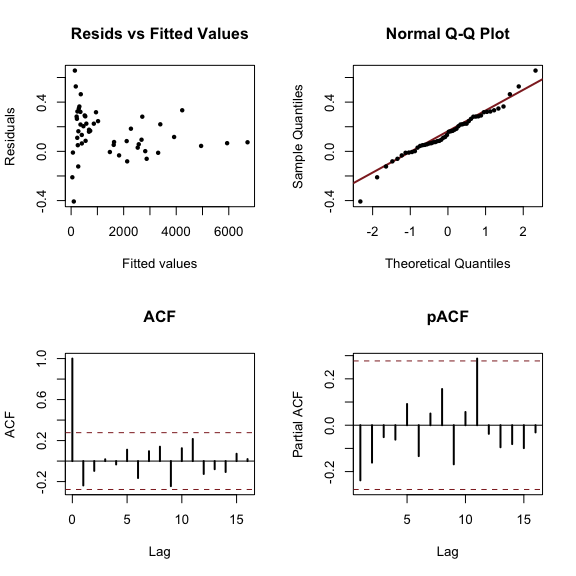 Resids vs Fitted Values
Residuals
-0.4 0.0 0.4
0 2000 4000 6000
Fitted values
Normal Q-Q Plot
Sample Quantiles
-0.4 0.0 0.4
-2 -1 0 1 2
Theoretical Quantiles
ACF
ACF
-0.2 0.2 0.6 1.0
0 5 10 15
Lag
pACF
Partial ACF
-0.2 0.0 0.2
5 10 15
Lag